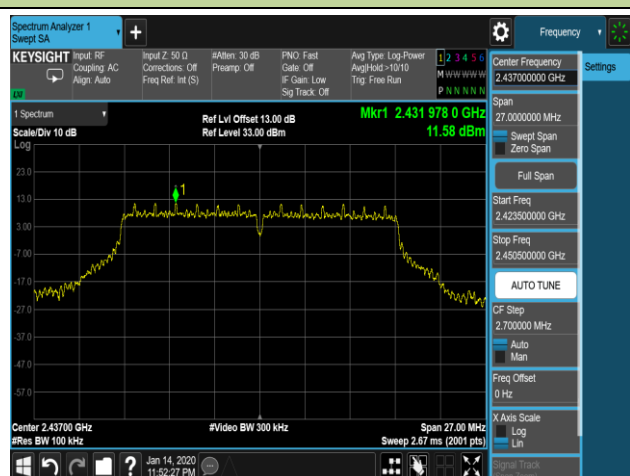 Spectrum Analyzer 1
Swept SA
Frequency
KEYSIGHT
Input: RF
Coupling: AC
Align: Auto
Input Z: 50 Ω
Corrections: Off
Freq Ref: Int (S)
#Atten: 30 dB
Preamp: Off
PNO: Fast
Gate: Off
IF Gain: Low
Sig Track: Off
Avg Type: Log-Power
Avg|Hold:>10/10
Trig: Free Run
1 2 3 4 5 6
M W W W W W
P N N N N N
LXI
1 Spectrum
Scale/Div 10 dB
Ref Lvl Offset 13.00 dB
Ref Level 33.00 dBm
Mkr1 2.431 978 0 GHz
11.58 dBm
Log
23.0
13.0
3.00
-7.00
-17.0
-27.0
-37.0
-47.0
-57.0
1
Center 2.43700 GHz
#Res BW 100 kHz
#Video BW 300 kHz
Span 27.00 MHz
Sweep 2.67 ms (2001 pts)
Jan 14, 2020
11:52:27 PM
Center Frequency
2.437000000 GHz
Settings
Span
27.0000000 MHz
Swept Span
Zero Span
Full Span
Start Freq
2.423500000 GHz
Stop Freq
2.450500000 GHz
AUTO TUNE
CF Step
2.700000 MHz
Auto
Man
Freq Offset
0 Hz
X Axis Scale
Log
Lin
Signal Track